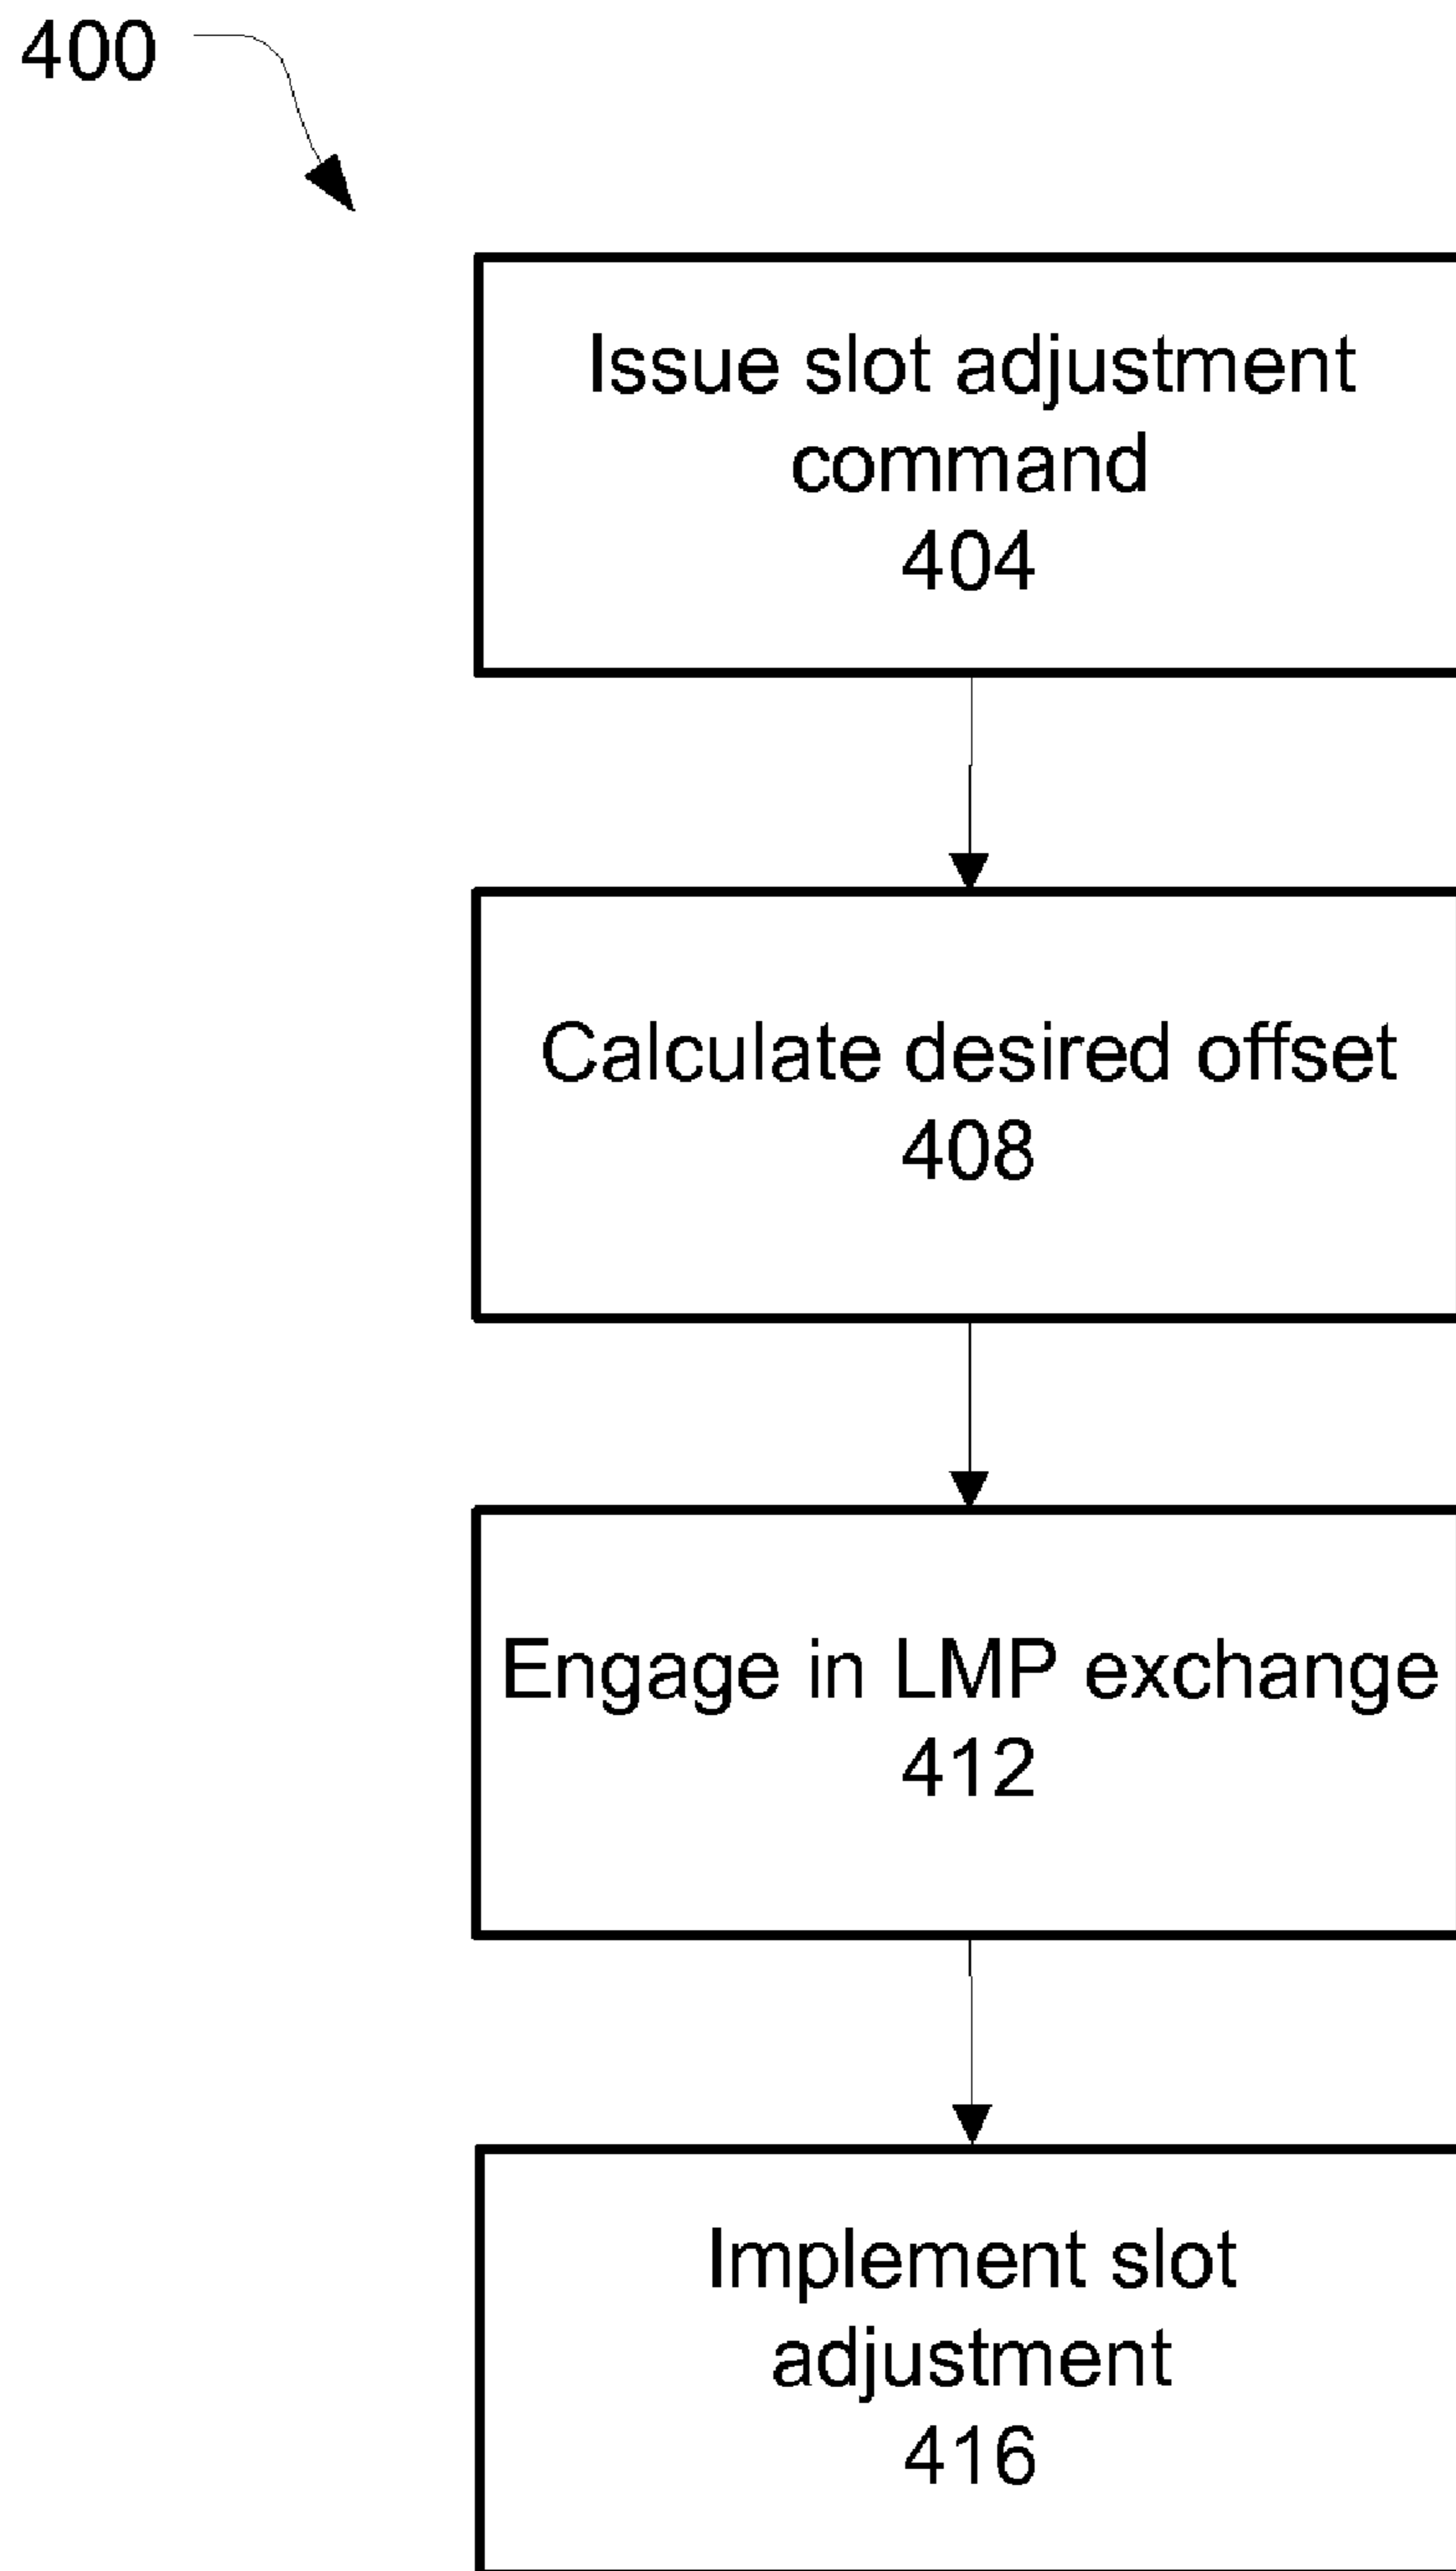 400
Issue slot adjustment
command
404
Calculate desired offset
408
Engage in LMP exchange
412
Implement slot
adjustment
416